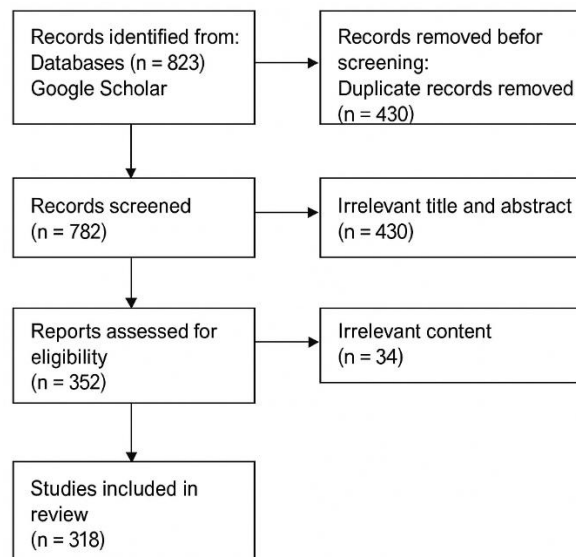 Records identified from:
Databases (n = 823)
Google Scholar
Records removed befor
screening:
Duplicate records removed
(n = 430)
Records screened
(n = 782)
Irrelevant title and abstract
(n = 430)
Reports assessed for
eligibility
(n = 352)
Irrelevant content
(n = 34)
Studies included in
review
(n = 318)